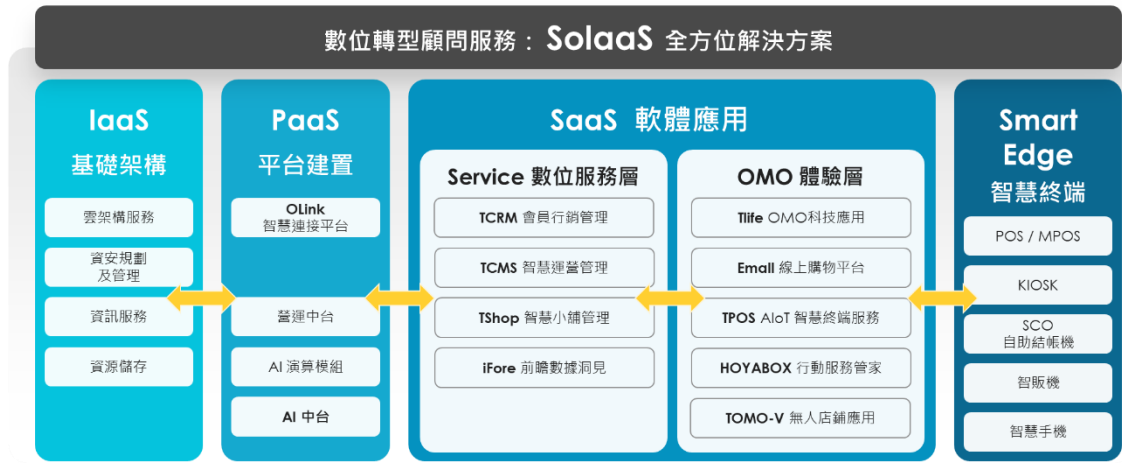 數位轉型顧問服務： SolaaS 全方位解決方案
IaaS
基礎架構
雲架構服務
資安規劃
及管理
資訊服務
資源儲存
PaaS
平台建置
OLink
智慧連接平台
營運中台
AI 演算模組
AI 中台
SaaS 軟體應用
Service 數位服務層
TCRM 會員行銷管理
TCMS 智慧運營管理
TShop 智慧小舖管理
iFore 前瞻數據洞見
OMO 體驗層
Tlife OMO科技應用
Emall 線上購物平台
TPOS AIoT 智慧終端服務
HOYABOX 行動服務管家
TOMO-V 無人店鋪應用
Smart
Edge
智慧終端
POS / MPOS
KIOSK
SCO
自助結帳機
智販機
智慧手機